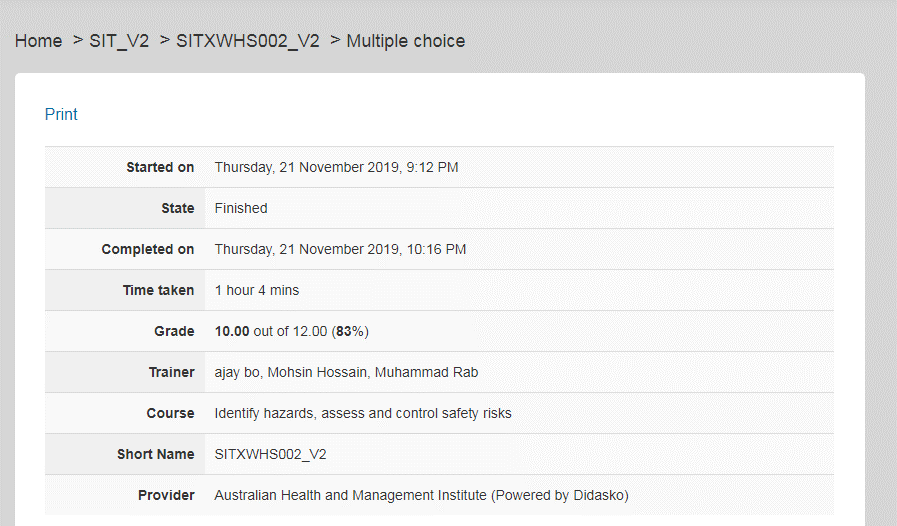 Home > SIT_V2 > SITXWHS002_V2 > Multiple choice
Print
Started on Thursday, 21 November 2019, 9:12 PM
State Finished
Completed on Thursday, 21 November 2019, 10:16 PM
Time taken 1 hour 4 mins
Grade 10.00 out of 12.00 (83%)
Trainer ajay bo, Mohsin Hossain, Muhammad Rab
Course Identify hazards, assess and control safety risks
Short Name SITXWHS002_V2
Provider Australian Health and Management Institute (Powered by Didasko)